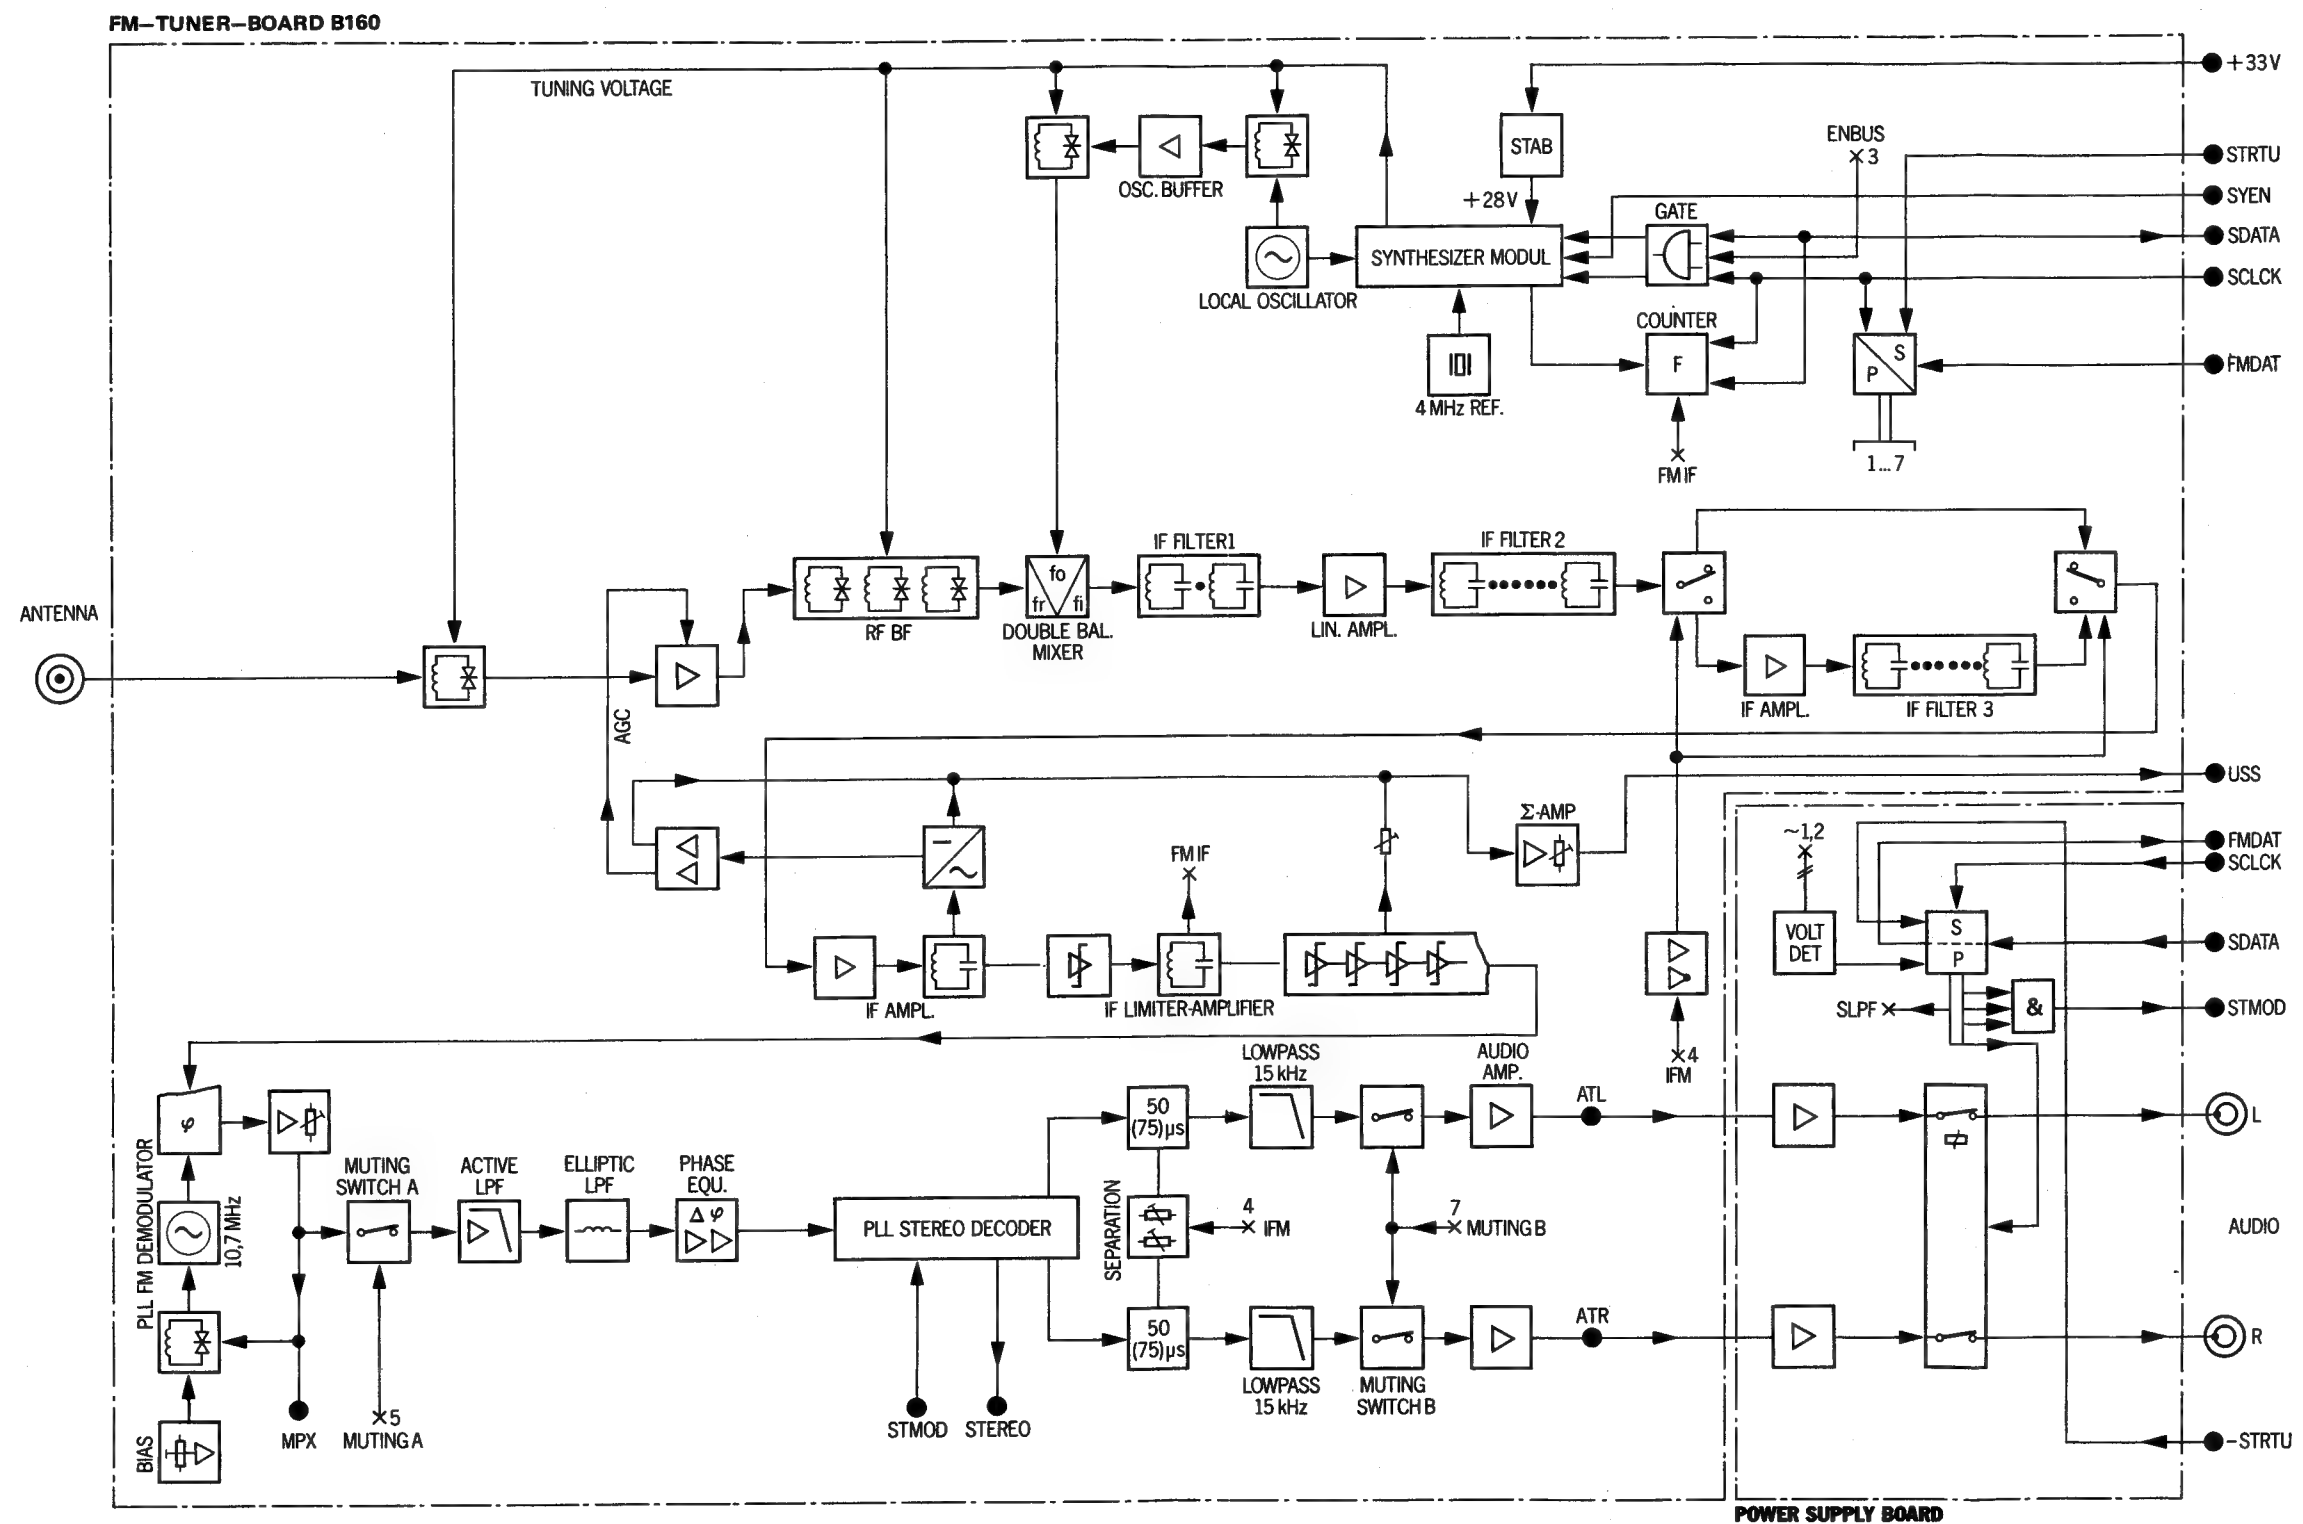 FM-TUNER-BOARD B160
+33V
TUNING VOLTAGE
STAB
ENBUS
3
STRTU
OSC. BUFFER
+28V
SYEN
GATE
SDATA
SYNTHESIZER MODUL
SCLCK
LOCAL OSCILLATOR
COUNTER
F
S
P
FMDAT
4 MHz REF.
FM IF
1...7
IF FILTER1
IF FILTER 2
fo
fr
fi
ANTENNA
RF BF
DOUBLE BAL.
MIXER
LIN. AMPL.
AGC
IF AMPL.
IF FILTER 3
USS
Σ-AMP
~1,2
FMDAT
FM IF
SCLCK
VOLT
DET
S
P
SDATA
IF AMPL.
IF LIMITER-AMPLIFIER
SLPF
&
STMOD
4
IFM
LOWPASS
15 kHz
AUDIO
AMP.
φ
50
(75)μs
ATL
L
PLL FM DEMODULATOR
10,7 MHz
MUTING
SWITCH A
ACTIVE
LPF
ELLIPTIC
LPF
PHASE
EQU.
Δ φ
PLL STEREO DECODER
SEPARATION
4
IFM
7
MUTING B
AUDIO
50
(75)μs
ATR
R
LOWPASS
15 kHz
MUTING
SWITCH B
BIAS
MPX
5
MUTING A
STMOD
STEREO
-STRTU
POWER SUPPLY BOARD